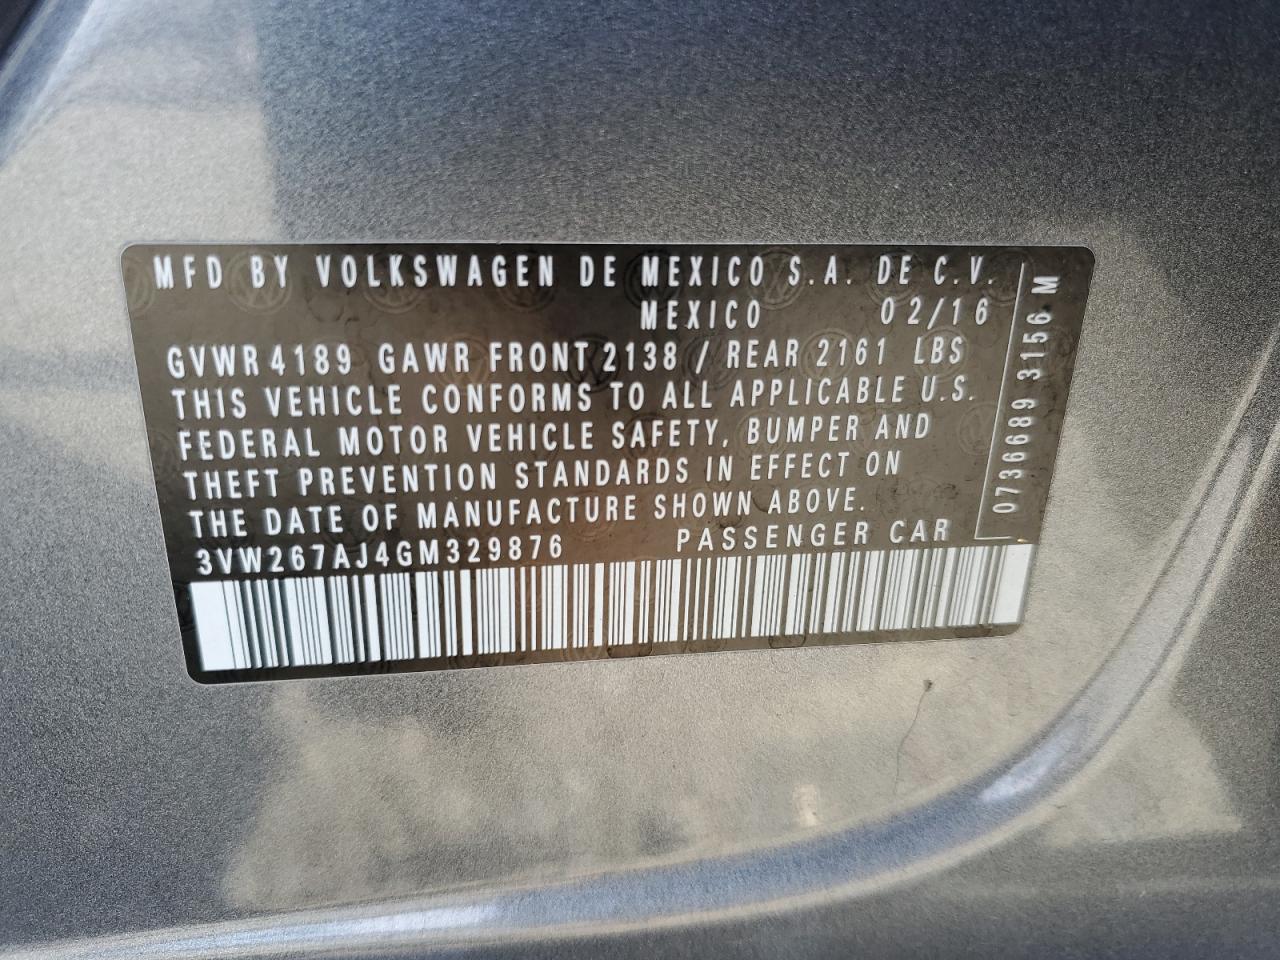 MFD BY VOLKSWAGEN DE MEXICO S.A. DE C.V.
MEXICO 02/16
GVWR 4189 GAWR FRONT 2138 / REAR 2161 LBS
THIS VEHICLE CONFORMS TO ALL APPLICABLE U.S.
FEDERAL MOTOR VEHICLE SAFETY, BUMPER AND
THEFT PREVENTION STANDARDS IN EFFECT ON
THE DATE OF MANUFACTURE SHOWN ABOVE.
3VW267AJ4GM329876 PASSENGER CAR
0736689 3156 M